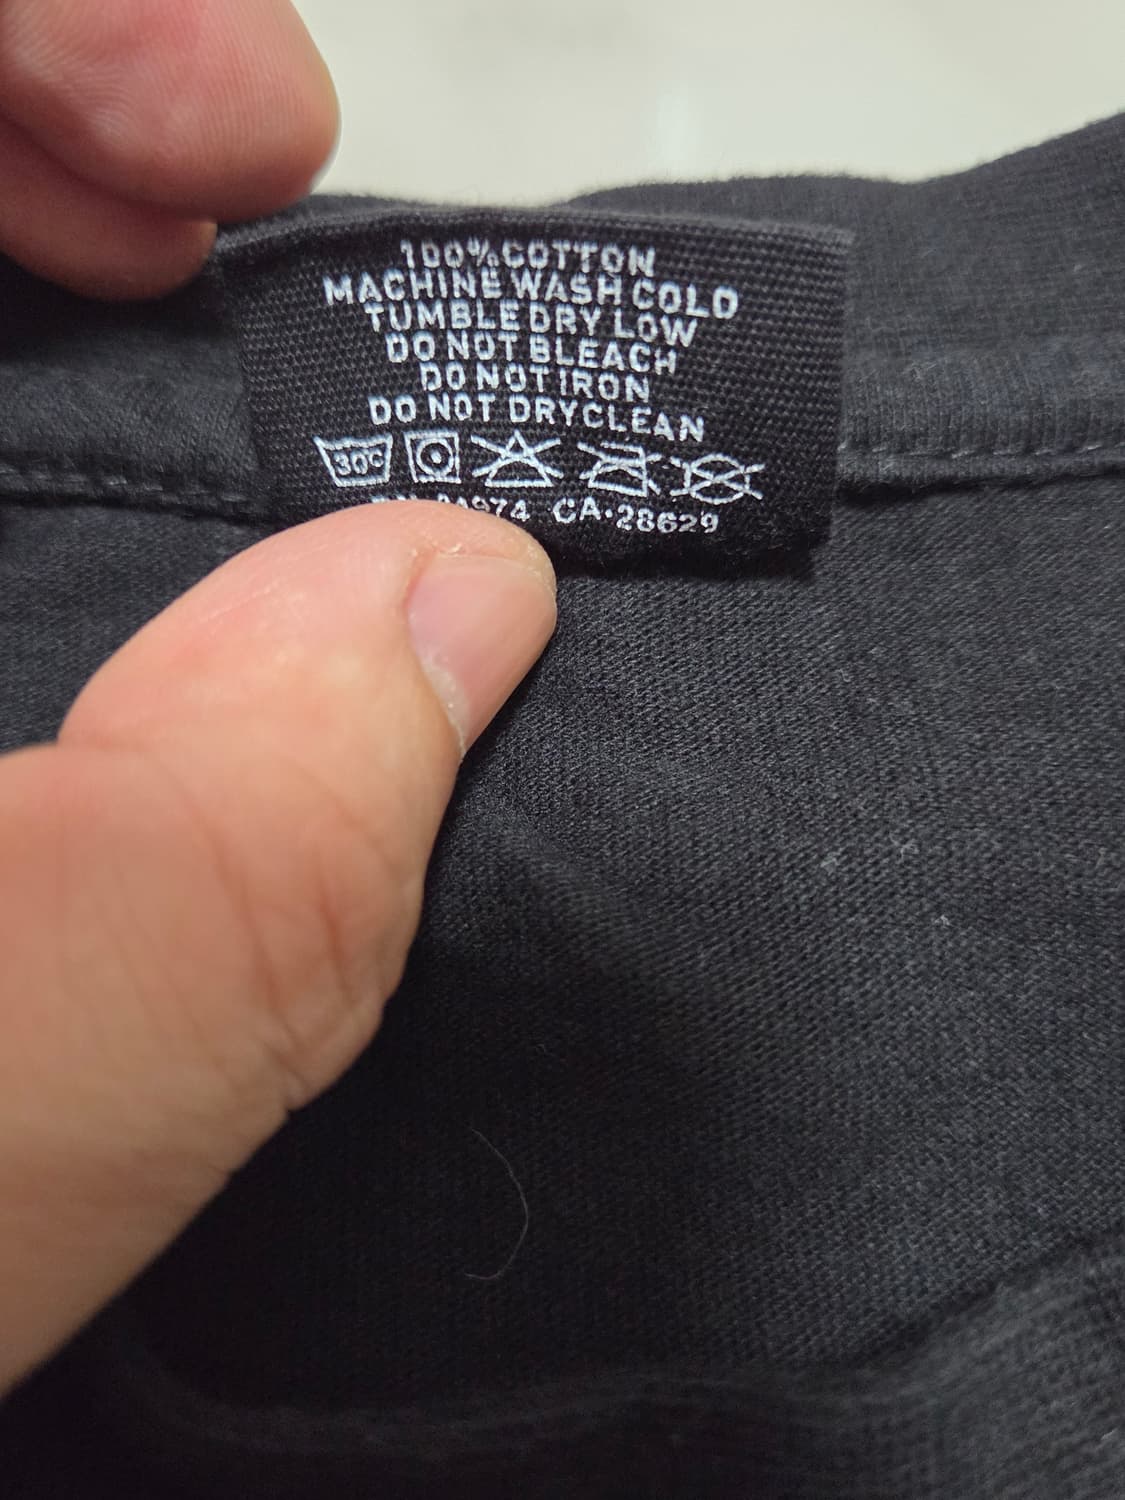 100% COTTON
MACHINE WASH COLD
TUMBLE DRY LOW
DO NOT BLEACH
DO NOT IRON
DO NOT DRYCLEAN
30C
CA·28629